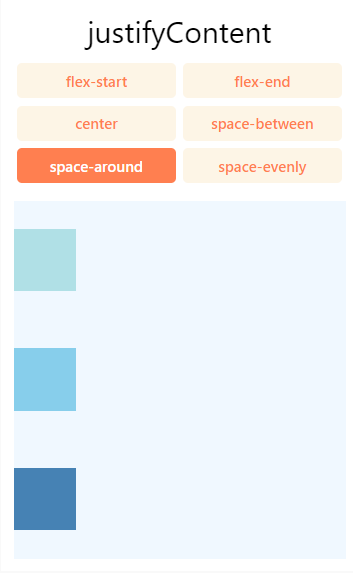 justifyContent
flex-start flex-end
center space-between
space-around space-evenly